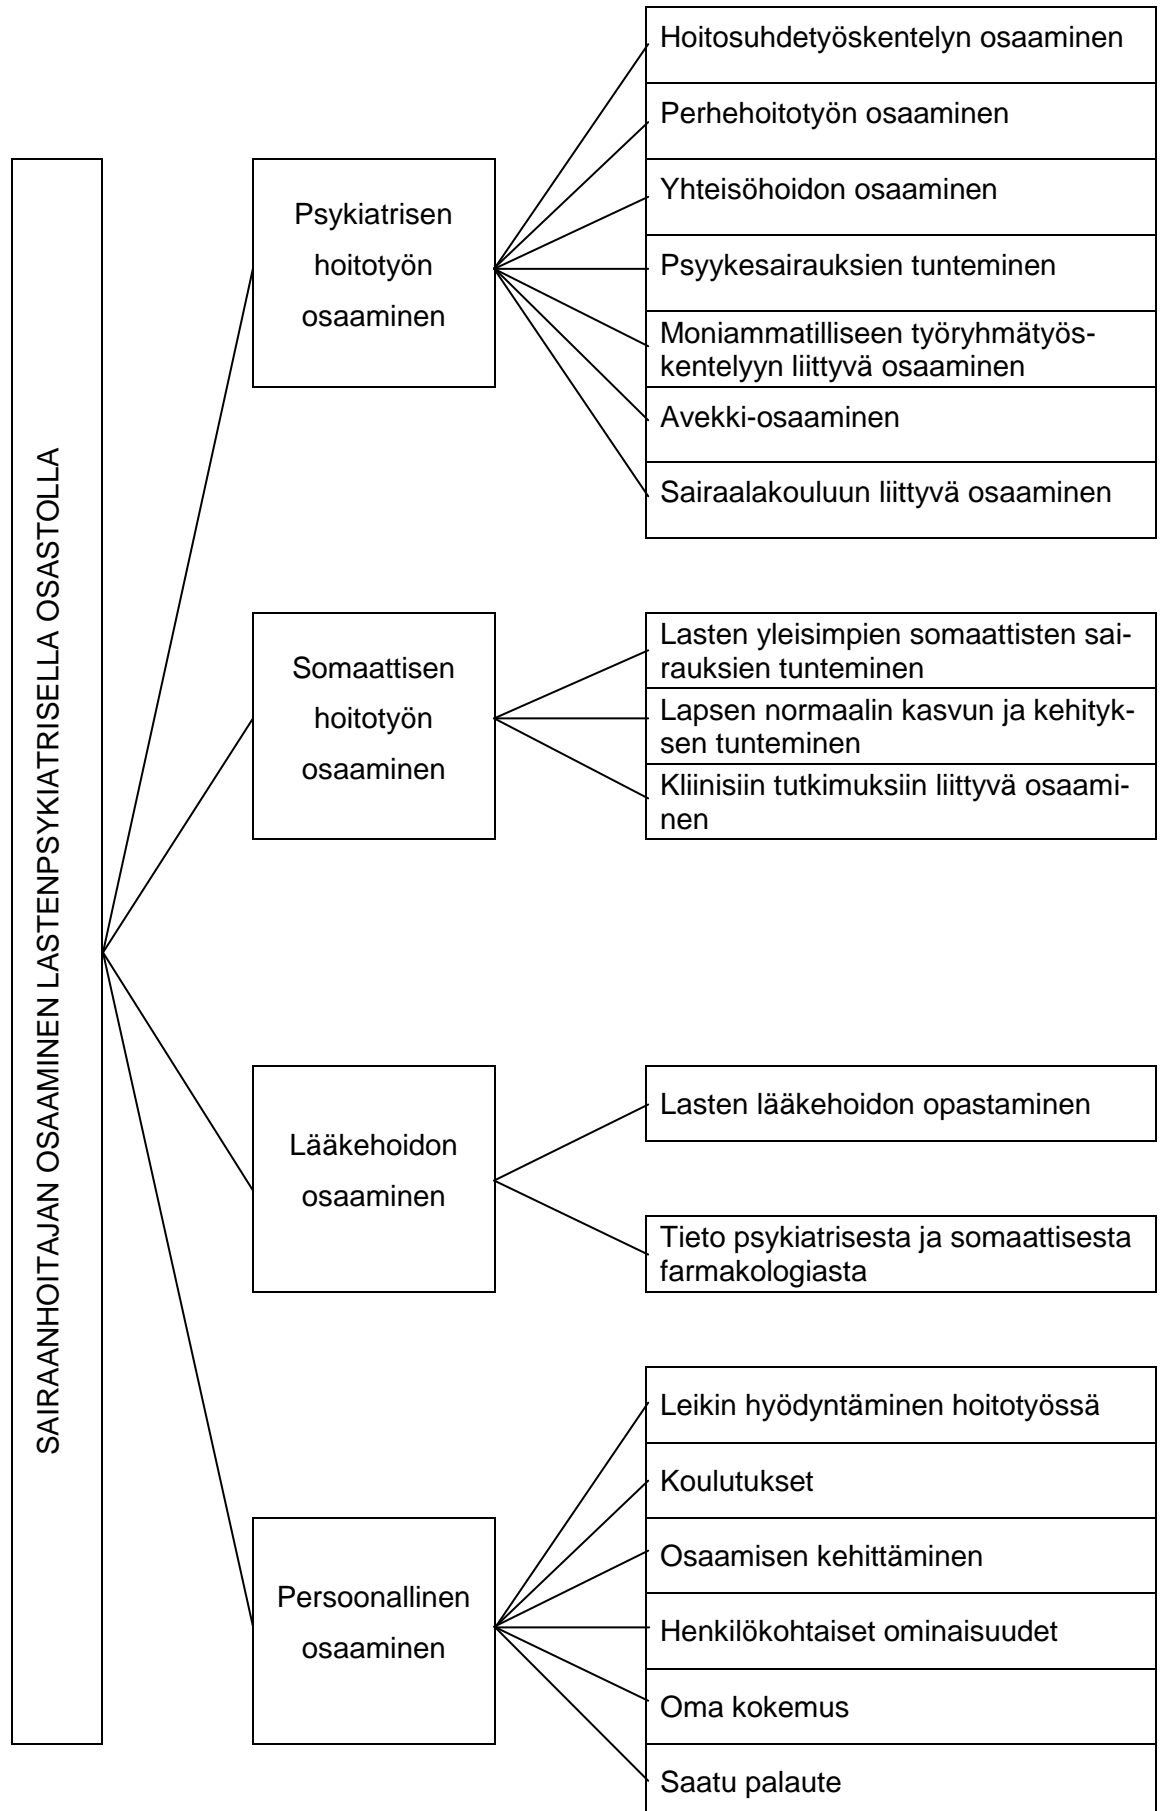 SAIRAANHOITAJAN OSAAMINEN LASTENPSYKIATRISELLA OSASTOLLA
Psykiatrisen
hoitotyön
osaaminen
Hoitosuhdetyöskentelyn osaaminen
Perhehoitotyön osaaminen
Yhteisöhoidon osaaminen
Psyykesairauksien tunteminen
Moniammatilliseen työryhmätyös-
kentelyyn liittyvä osaaminen
Avekki-osaaminen
Sairaalakouluun liittyvä osaaminen
Somaattisen
hoitotyön
osaaminen
Lasten yleisimpien somaattisten sai-
rauksien tunteminen
Lapsen normaalin kasvun ja kehityk-
sen tunteminen
Kliinisiin tutkimuksiin liittyvä osaami-
nen
Lääkehoidon
osaaminen
Lasten lääkehoidon opastaminen
Tieto psykiatrisesta ja somaattisesta
farmakologiasta
Persoonallinen
osaaminen
Leikin hyödyntäminen hoitotyössä
Koulutukset
Osaamisen kehittäminen
Henkilökohtaiset ominaisuudet
Oma kokemus
Saatu palaute